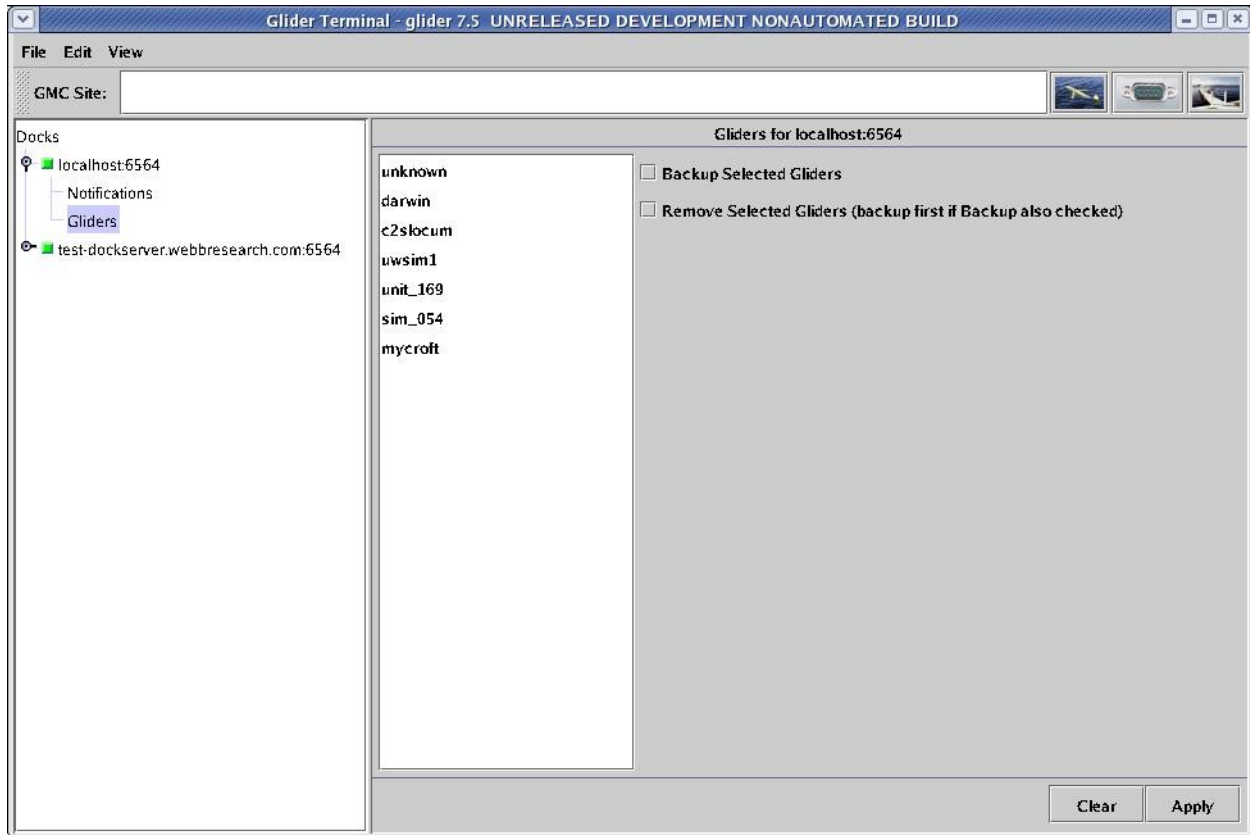 Glider Terminal - glider 7.5 UNRELEASED DEVELOPMENT NONAUTOMATED BUILD
File Edit View
GMC Site:
Docks
localhost:6564
Notifications
Gliders
test-dockserver.webbresearch.com:6564
Gliders for localhost:6564
unknown
darwin
c2slocum
uwsim1
unit_169
sim_054
mycroft
Backup Selected Gliders
Remove Selected Gliders (backup first if Backup also checked)
Clear Apply